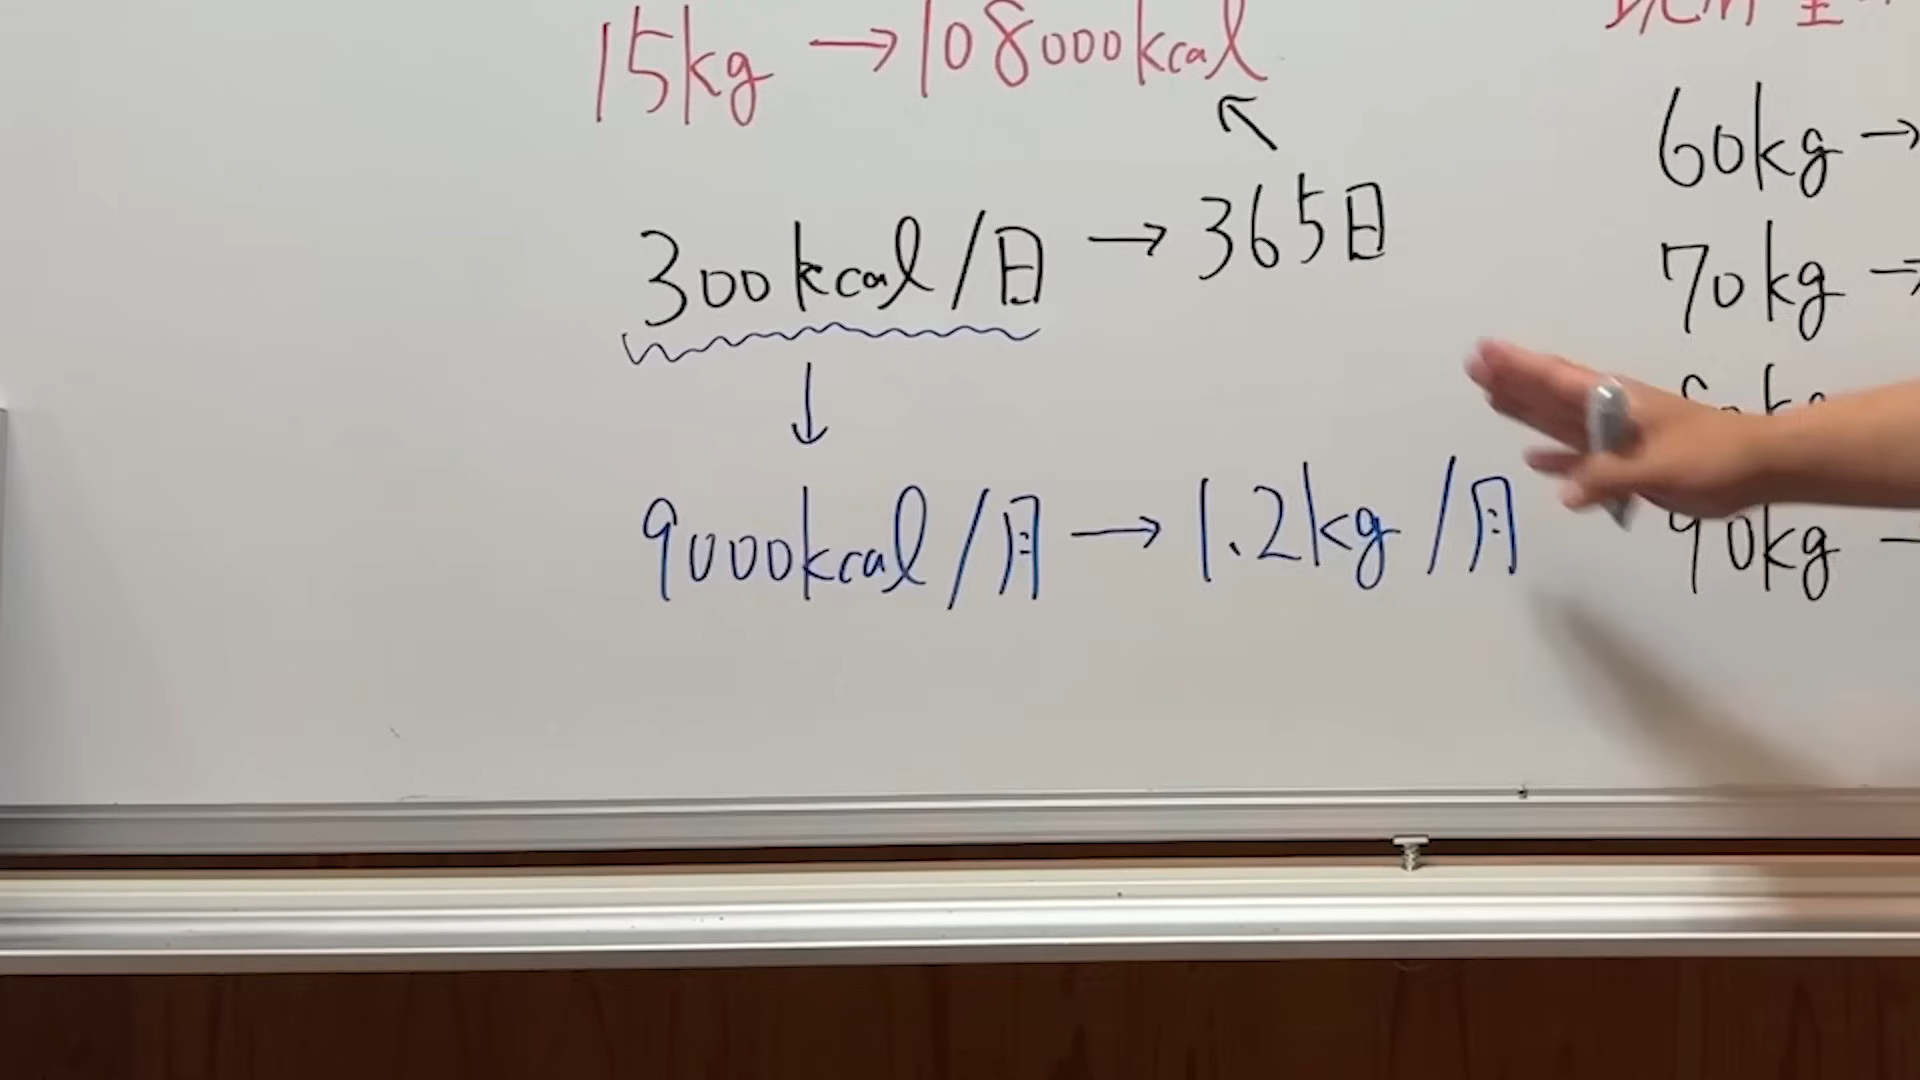 15kg → 108000kcal
300kcal/日 → 365日
9000kcal/月 → 1.2kg/月
60kg →
70kg →
90kg